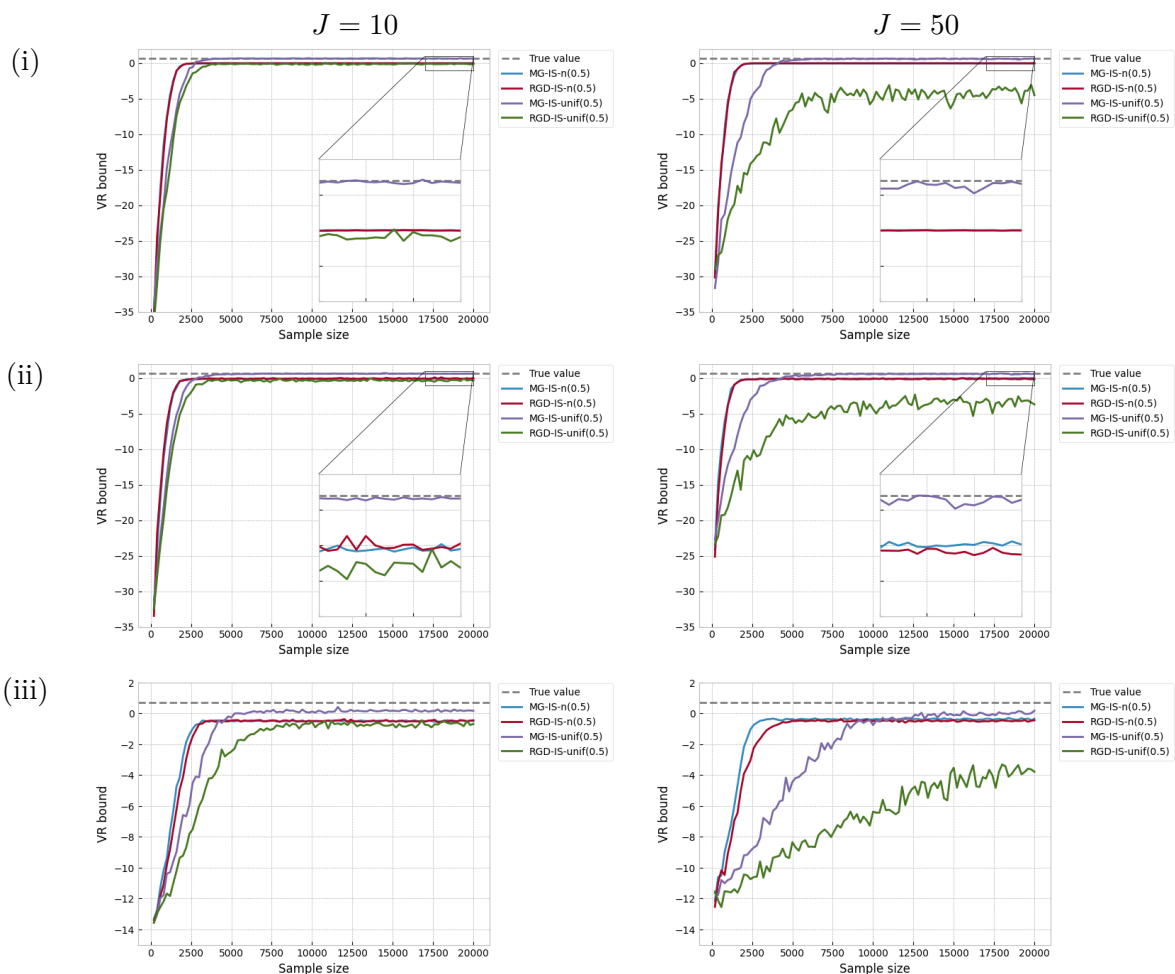 J = 10
J = 50
(i)
0
−5
−10
−15
−20
−25
−30
−35
VR bound
0 2500 5000 7500 10000 12500 15000 17500 20000
Sample size
True value
MG-IS-n(0.5)
RGD-IS-n(0.5)
MG-IS-unif(0.5)
RGD-IS-unif(0.5)
0
−5
−10
−15
−20
−25
−30
−35
VR bound
0 2500 5000 7500 10000 12500 15000 17500 20000
Sample size
True value
MG-IS-n(0.5)
RGD-IS-n(0.5)
MG-IS-unif(0.5)
RGD-IS-unif(0.5)
(ii)
0
−5
−10
−15
−20
−25
−30
−35
VR bound
0 2500 5000 7500 10000 12500 15000 17500 20000
Sample size
True value
MG-IS-n(0.5)
RGD-IS-n(0.5)
MG-IS-unif(0.5)
RGD-IS-unif(0.5)
0
−5
−10
−15
−20
−25
−30
−35
VR bound
0 2500 5000 7500 10000 12500 15000 17500 20000
Sample size
True value
MG-IS-n(0.5)
RGD-IS-n(0.5)
MG-IS-unif(0.5)
RGD-IS-unif(0.5)
(iii)
2
0
−2
−4
−6
−8
−10
−12
−14
VR bound
0 2500 5000 7500 10000 12500 15000 17500 20000
Sample size
True value
MG-IS-n(0.5)
RGD-IS-n(0.5)
MG-IS-unif(0.5)
RGD-IS-unif(0.5)
2
0
−2
−4
−6
−8
−10
−12
−14
VR bound
0 2500 5000 7500 10000 12500 15000 17500 20000
Sample size
True value
MG-IS-n(0.5)
RGD-IS-n(0.5)
MG-IS-unif(0.5)
RGD-IS-unif(0.5)